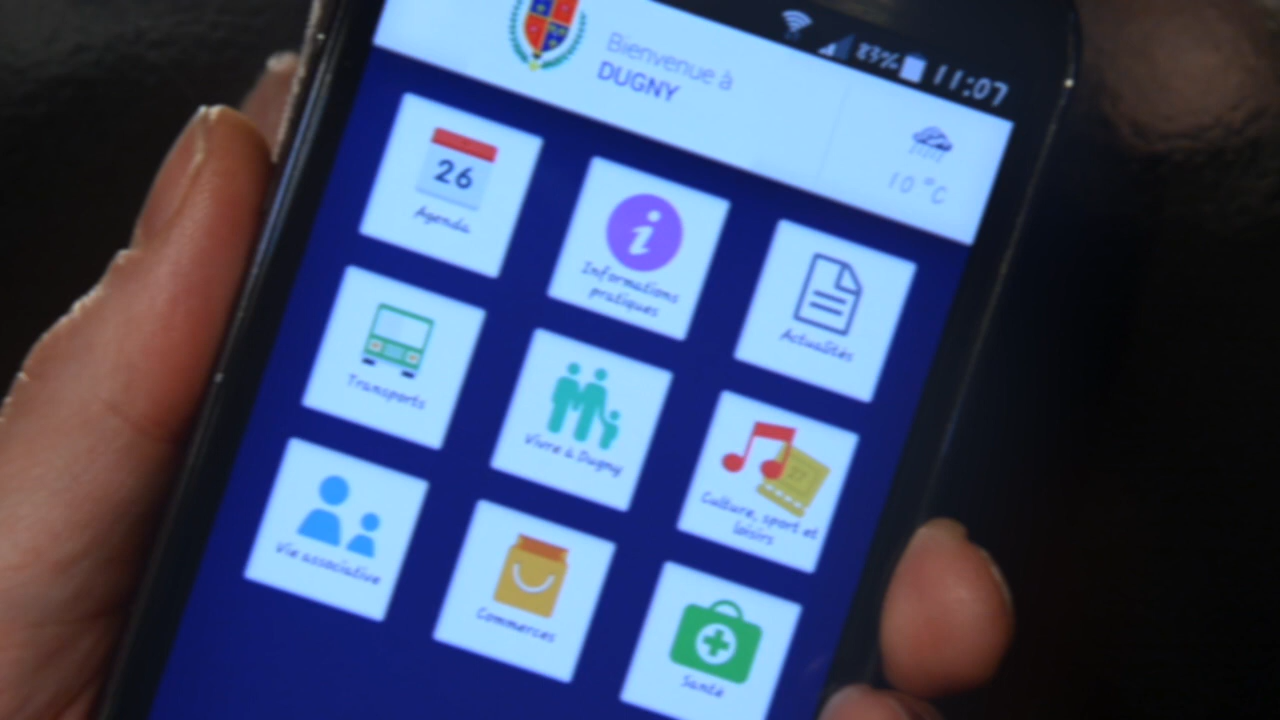 83% 11:07
Bienvenue à
DUGNY
10 °C
26
Agenda
Informations
pratiques
Actualités
Transports
Vivre à Dugny
Culture, sport et
loisirs
Vie associative
Commerces
Santé